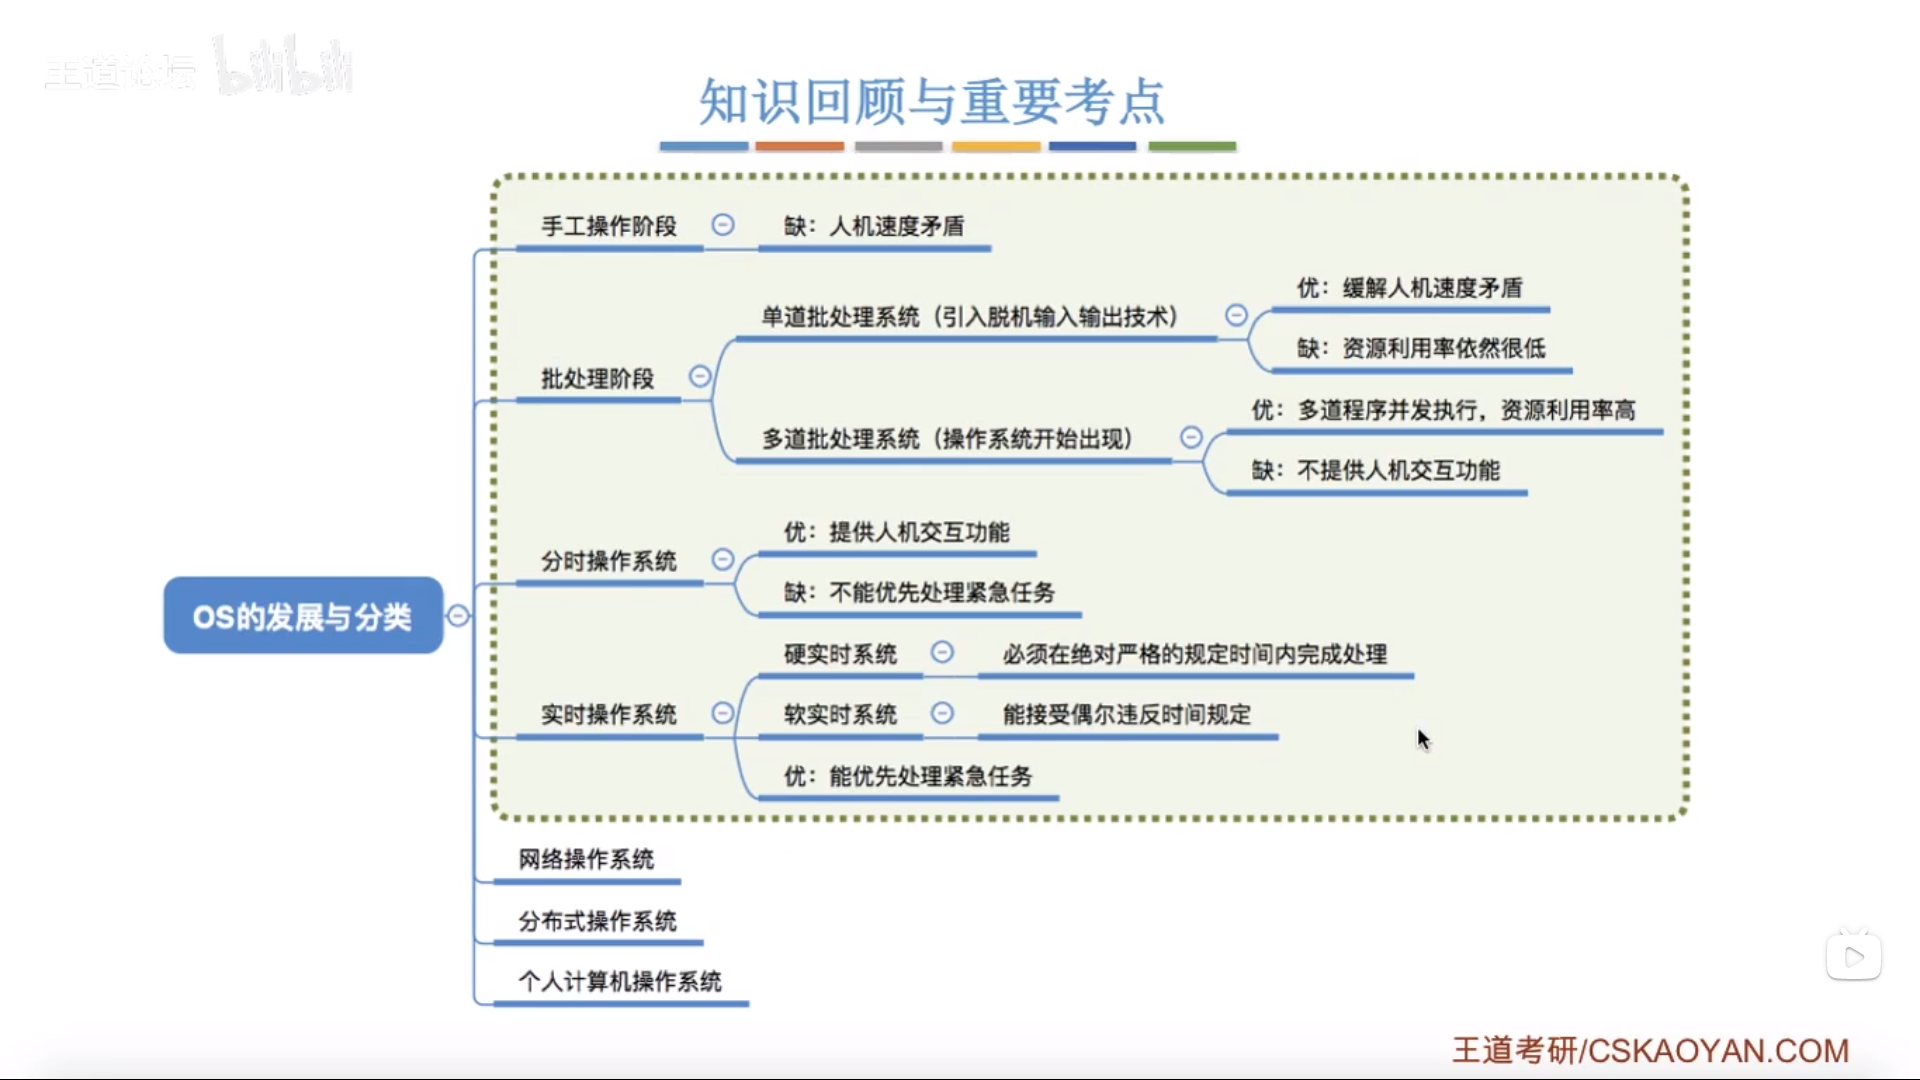 王道论坛 bilibili
知识回顾与重要考点
手工操作阶段
缺：人机速度矛盾
批处理阶段
单道批处理系统（引入脱机输入输出技术）
优：缓解人机速度矛盾
缺：资源利用率依然很低
多道批处理系统（操作系统开始出现）
优：多道程序并发执行，资源利用率高
缺：不提供人机交互功能
OS的发展与分类
分时操作系统
优：提供人机交互功能
缺：不能优先处理紧急任务
实时操作系统
硬实时系统
必须在绝对严格的规定时间内完成处理
软实时系统
能接受偶尔违反时间规定
优：能优先处理紧急任务
网络操作系统
分布式操作系统
个人计算机操作系统
王道考研/CSKAOYAN.COM